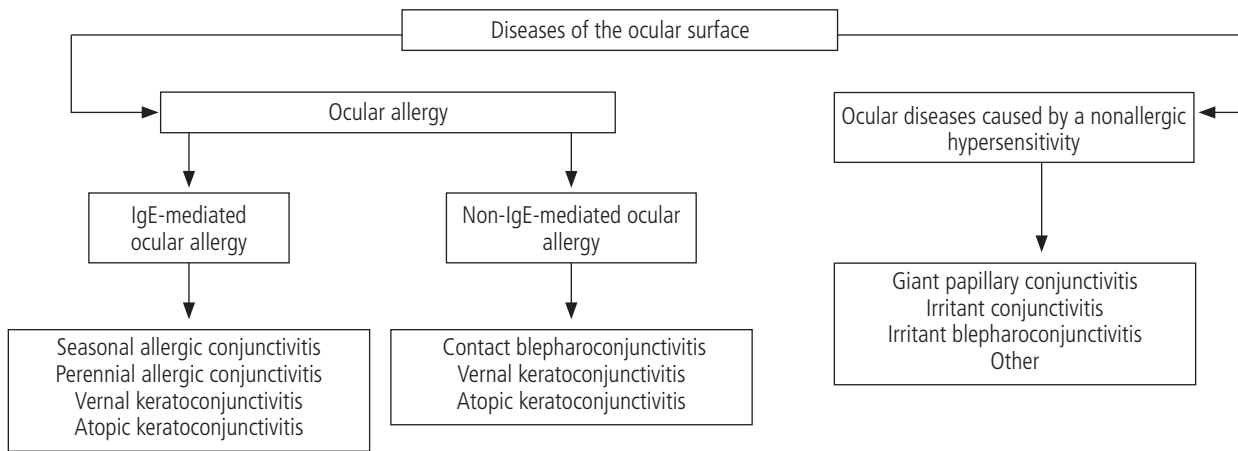 Diseases of the ocular surface
Ocular allergy
Ocular diseases caused by a nonallergic
hypersensitivity
IgE-mediated
ocular allergy
Non-IgE-mediated ocular
allergy
Giant papillary conjunctivitis
Irritant conjunctivitis
Irritant blepharoconjunctivitis
Other
Seasonal allergic conjunctivitis
Perennial allergic conjunctivitis
Vernal keratoconjunctivitis
Atopic keratoconjunctivitis
Contact blepharoconjunctivitis
Vernal keratoconjunctivitis
Atopic keratoconjunctivitis